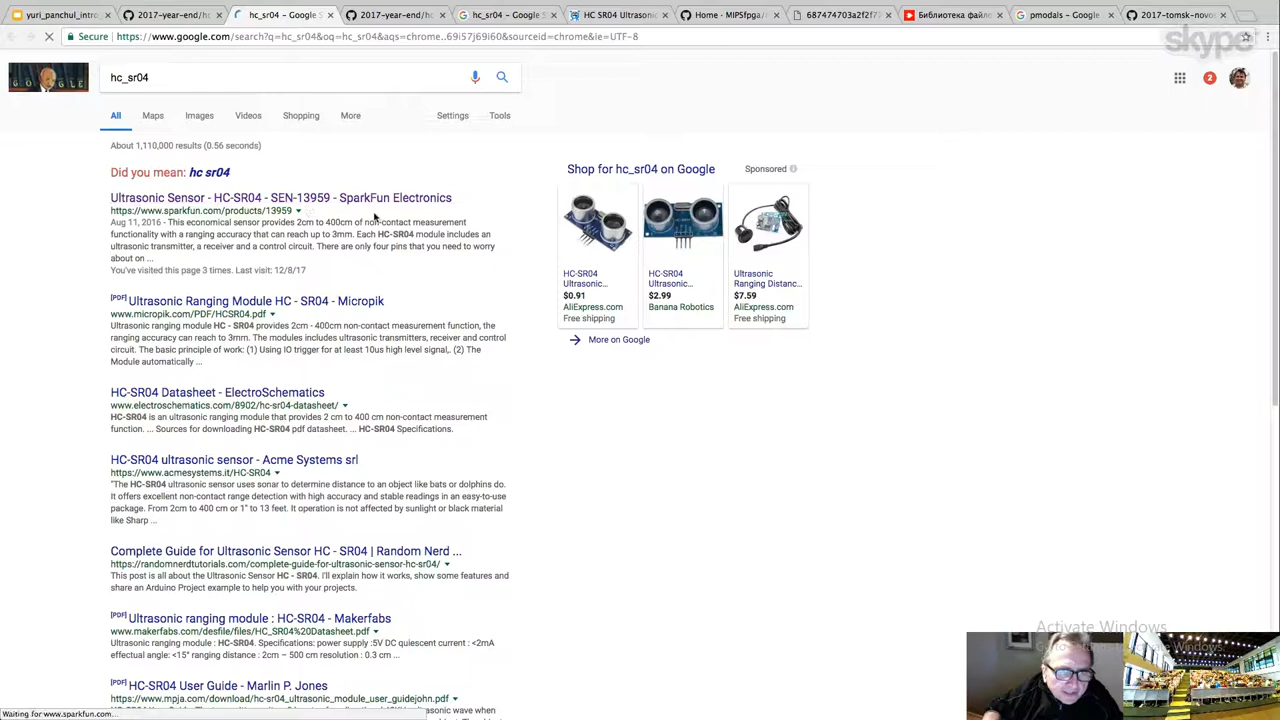 yuri_panchul_intro
2017-year-end/
hc_sr04 - Google S
2017-year-end/hc
hc_sr04 - Google S
HC SR04 Ultrasonic
Home - MIPSfpga/
687474703a2f2f7
Библиотека файло
pmodals - Google
2017-tomsk-novos
Secure
https://www.google.com/search?q=hc_sr04&oq=hc_sr04&aqs=chrome..69i57j69i60&sourceid=chrome&ie=UTF-8
skype
GOOGLE
hc_sr04
2
All Maps Images Videos Shopping More Settings Tools
About 1,110,000 results (0.56 seconds)
Did you mean: hc sr04
Ultrasonic Sensor - HC-SR04 - SEN-13959 - SparkFun Electronics
https://www.sparkfun.com/products/13959
Aug 11, 2016 - This economical sensor provides 2cm to 400cm of non-contact measurement
functionality with a ranging accuracy that can reach up to 3mm. Each HC-SR04 module includes an
ultrasonic transmitter, a receiver and a control circuit. There are only four pins that you need to worry
about on ...
You've visited this page 3 times. Last visit: 12/8/17
[PDF] Ultrasonic Ranging Module HC - SR04 - Micropik
www.micropik.com/PDF/HCSR04.pdf
Ultrasonic ranging module HC - SR04 provides 2cm - 400cm non-contact measurement function, the
ranging accuracy can reach to 3mm. The modules includes ultrasonic transmitters, receiver and control
circuit. The basic principle of work: (1) Using IO trigger for at least 10us high level signal,. (2) The
Module automatically ...
HC-SR04 Datasheet - ElectroSchematics
www.electroschematics.com/8902/hc-sr04-datasheet/
HC-SR04 is an ultrasonic ranging module that provides 2 cm to 400 cm non-contact measurement
function. ... Sources for downloading HC-SR04 pdf datasheet. ... HC-SR04 Specifications.
HC-SR04 ultrasonic sensor - Acme Systems srl
https://www.acmesystems.it/HC-SR04
"The HC-SR04 ultrasonic sensor uses sonar to determine distance to an object like bats or dolphins do.
It offers excellent non-contact range detection with high accuracy and stable readings in an easy-to-use
package. From 2cm to 400 cm or 1" to 13 feet. It operation is not affected by sunlight or black material
like Sharp ...
Complete Guide for Ultrasonic Sensor HC - SR04 | Random Nerd ...
https://randomnerdtutorials.com/complete-guide-for-ultrasonic-sensor-hc-sr04/
This post is all about the Ultrasonic Sensor HC - SR04. I'll explain how it works, show some features and
share an Arduino Project example to help you with your projects.
[PDF] Ultrasonic ranging module : HC-SR04 - Makerfabs
www.makerfabs.com/desfile/files/HC_SR04%20Datasheet.pdf
Ultrasonic ranging module : HC-SR04. Specifications: power supply :5V DC quiescent current : <2mA
effectual angle: <15° ranging distance : 2cm – 500 cm resolution : 0.3 cm ...
[PDF] HC-SR04 User Guide - Marlin P. Jones
https://www.mpja.com/download/hc-sr04_ultrasonic_module_user_guidejohn.pdf
Waiting for www.sparkfun.com...
Shop for hc_sr04 on Google
Sponsored
HC-SR04
Ultrasonic...
$0.91
AliExpress.com
Free shipping
HC-SR04
Ultrasonic...
$2.99
Banana Robotics
Ultrasonic
Ranging Distanc...
$7.59
AliExpress.com
Free shipping
More on Google
Activate Windows